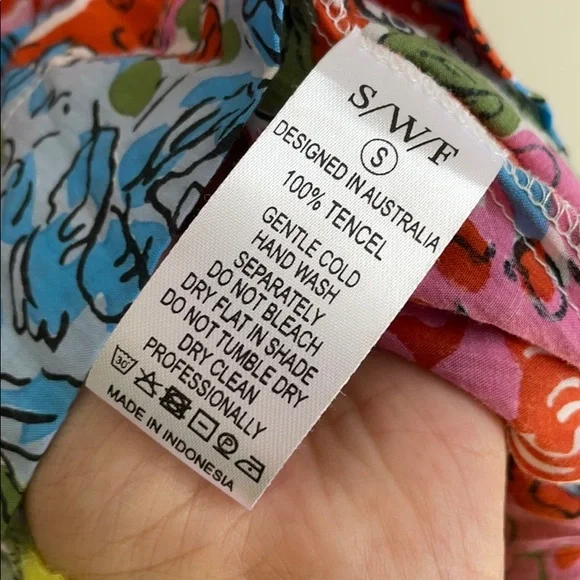 S/W/F
S
DESIGNED IN AUSTRALIA
100% TENCEL
GENTLE COLD
HAND WASH
SEPARATELY
DO NOT BLEACH
DRY FLAT IN SHADE
DO NOT TUMBLE DRY
DRY CLEAN
PROFESSIONALLY
30° P
MADE IN INDONESIA